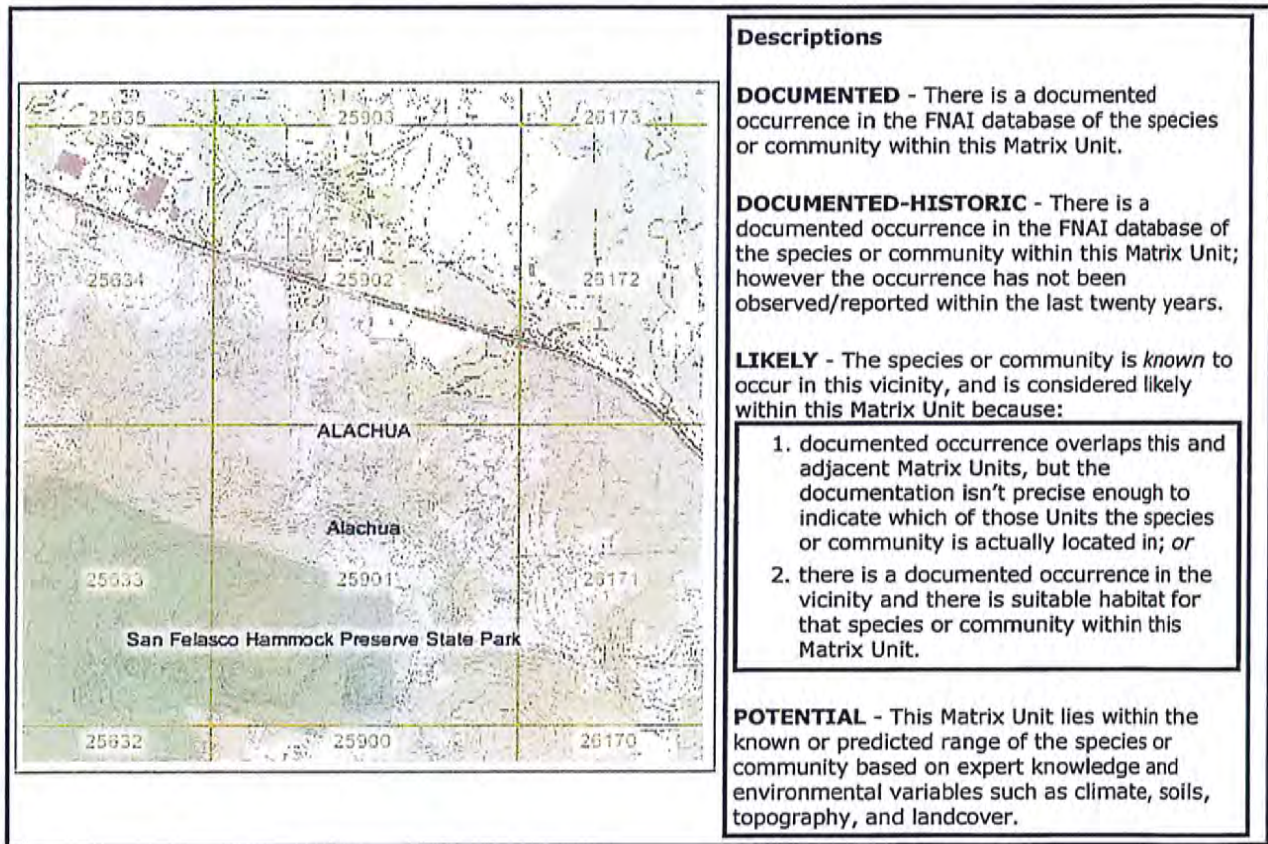 25635 25903 26173
25634 25902 26172
ALACHUA
Alachua
25633 25901 26171
San Felasco Hammock Preserve State Park
25632 25900 26170
Descriptions
DOCUMENTED - There is a documented
occurrence in the FNAI database of the species
or community within this Matrix Unit.
DOCUMENTED-HISTORIC - There is a
documented occurrence in the FNAI database of
the species or community within this Matrix Unit;
however the occurrence has not been
observed/reported within the last twenty years.
LIKELY - The species or community is known to
occur in this vicinity, and is considered likely
within this Matrix Unit because:
1. documented occurrence overlaps this and
adjacent Matrix Units, but the
documentation isn't precise enough to
indicate which of those Units the species
or community is actually located in; or
2. there is a documented occurrence in the
vicinity and there is suitable habitat for
that species or community within this
Matrix Unit.
POTENTIAL - This Matrix Unit lies within the
known or predicted range of the species or
community based on expert knowledge and
environmental variables such as climate, soils,
topography, and landcover.